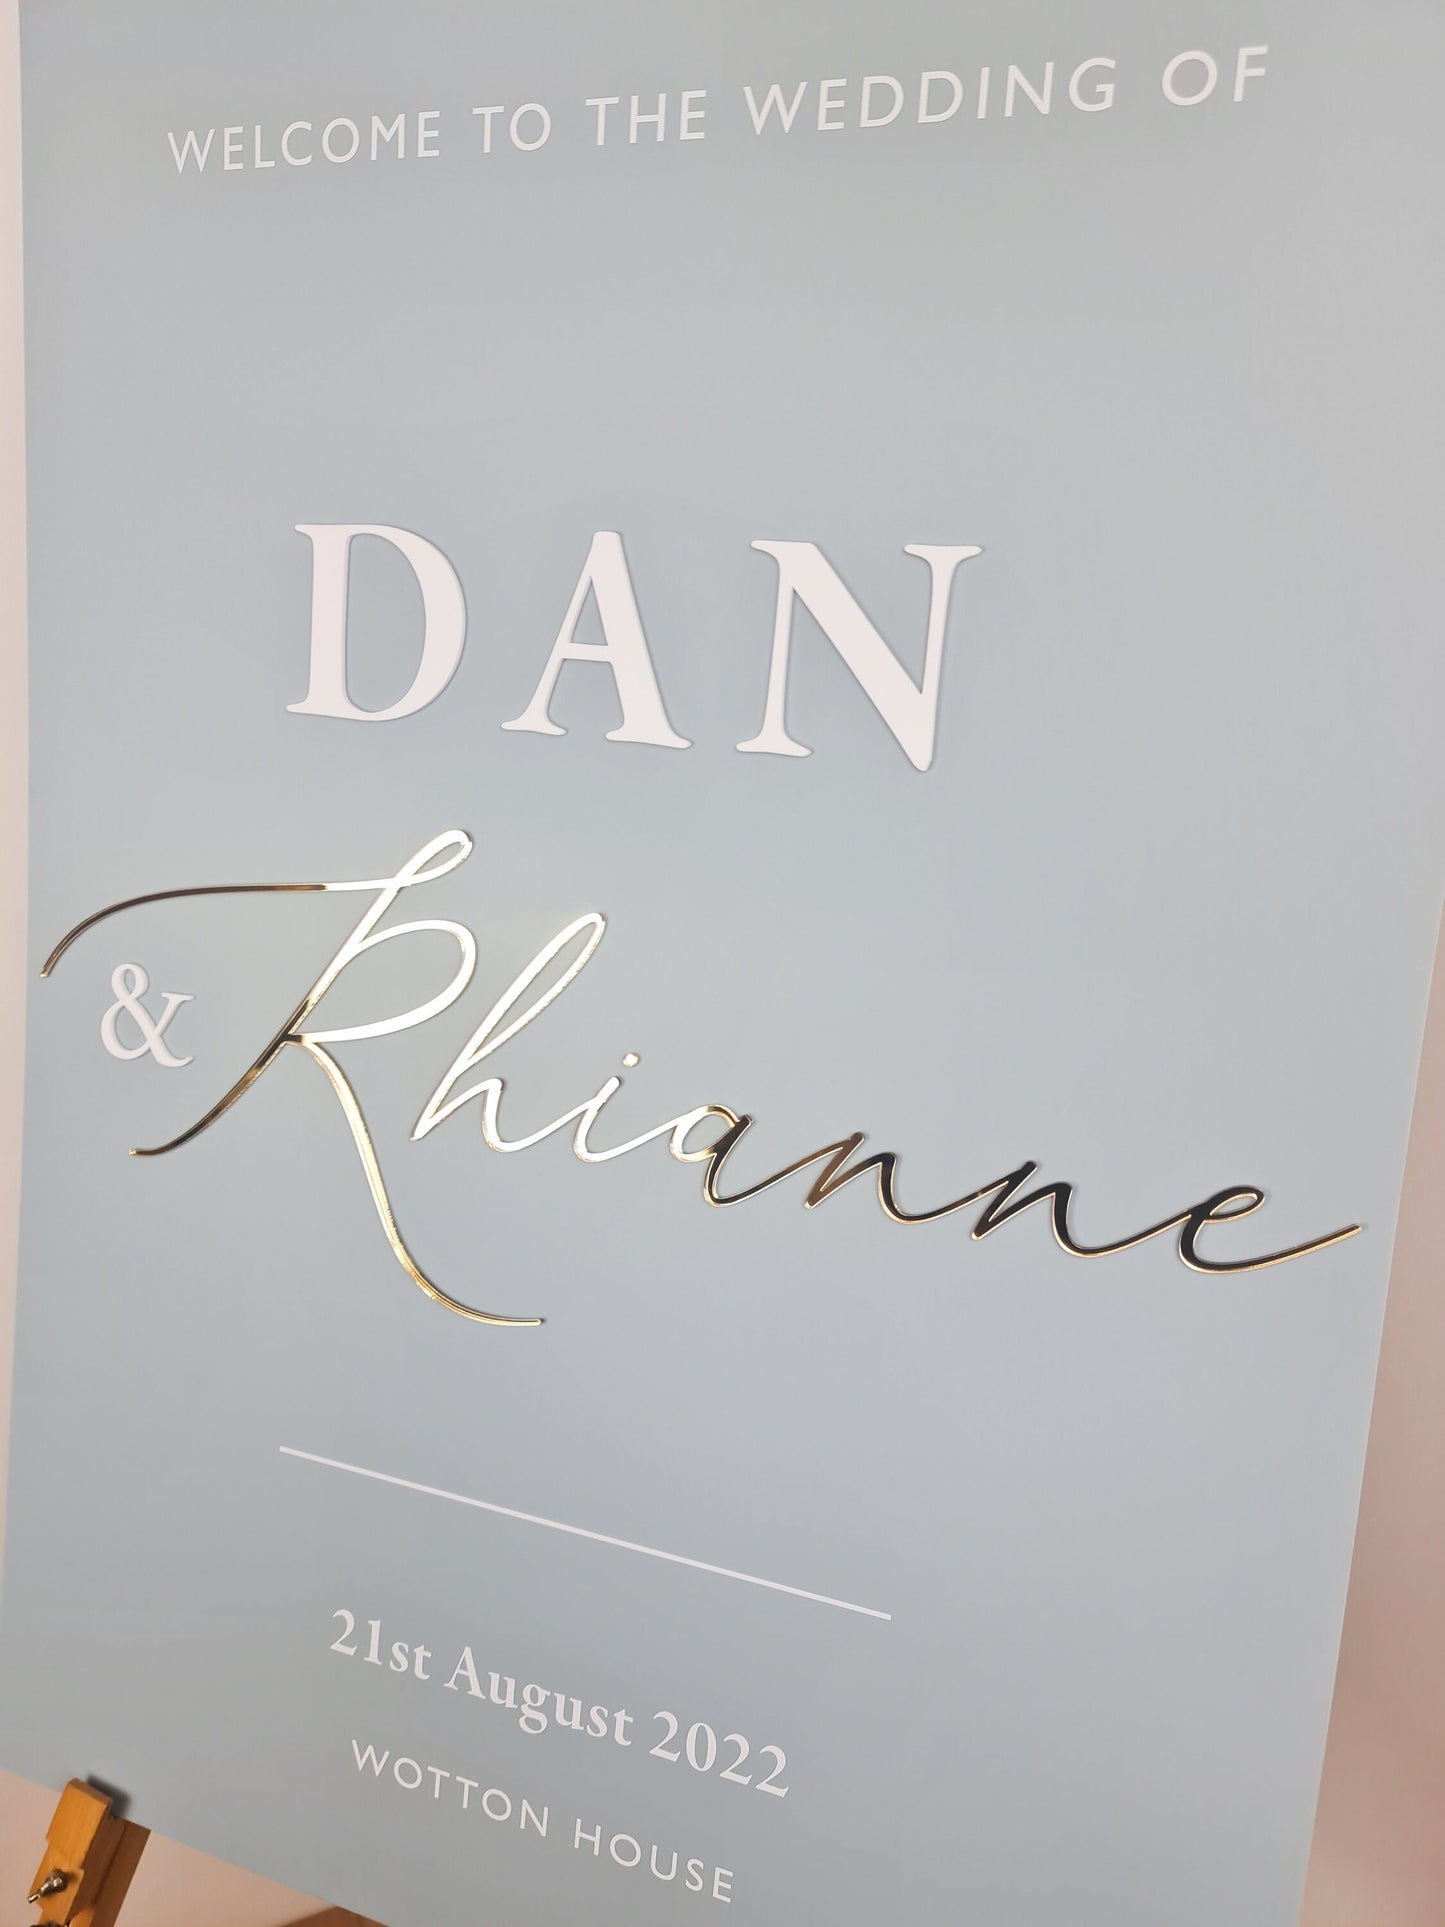 WELCOME TO THE WEDDING OF
DAN
& Rhianne
21st August 2022
WOTTON HOUSE